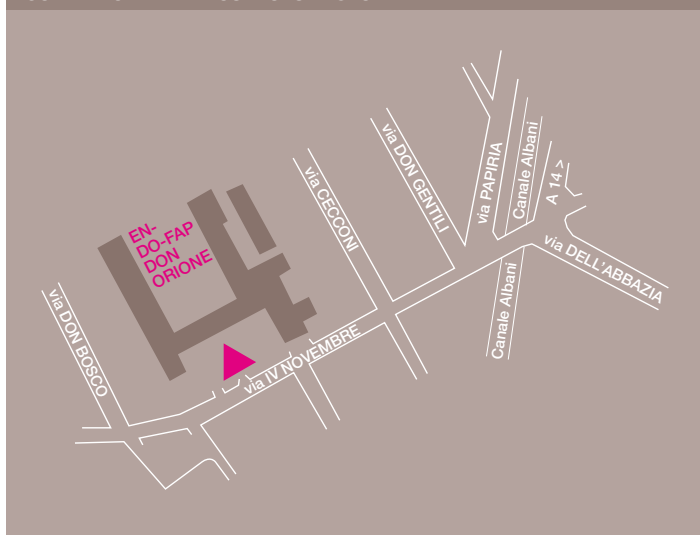 EN-
DO-FAP
DON
ORIONE
via DON BOSCO
via IV NOVEMBRE
via CECCONI
via DON GENTILI
via PAPIRIA
Canale Albani
A 14 >
via DELL'ABBAZIA
Canale Albani